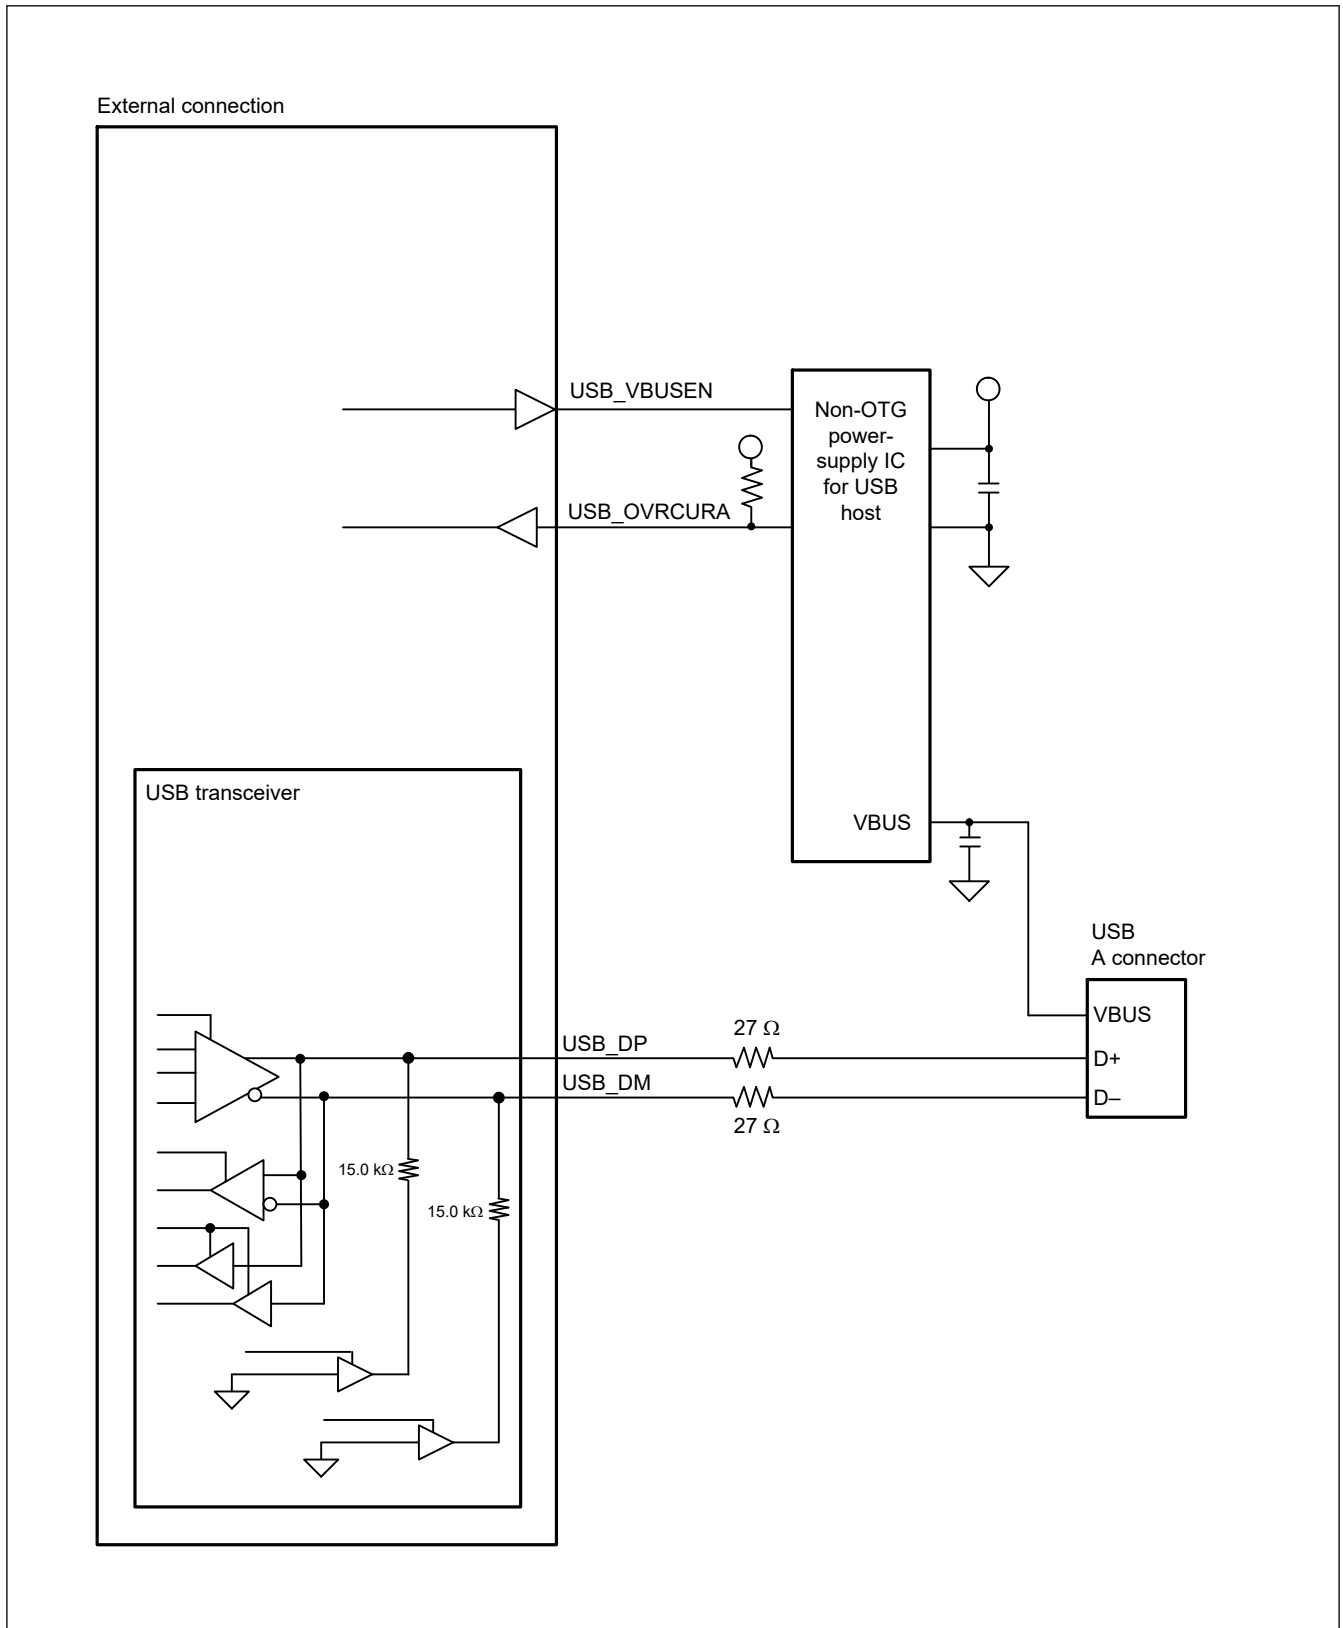 External connection
USB_VBUSEN
Non-OTG
power-
supply IC
for USB
host
USB_OVRCURA
USB transceiver
VBUS
USB
A connector
VBUS
27 Ω
USB_DP
D+
USB_DM
D–
27 Ω
15.0 kΩ
15.0 kΩ